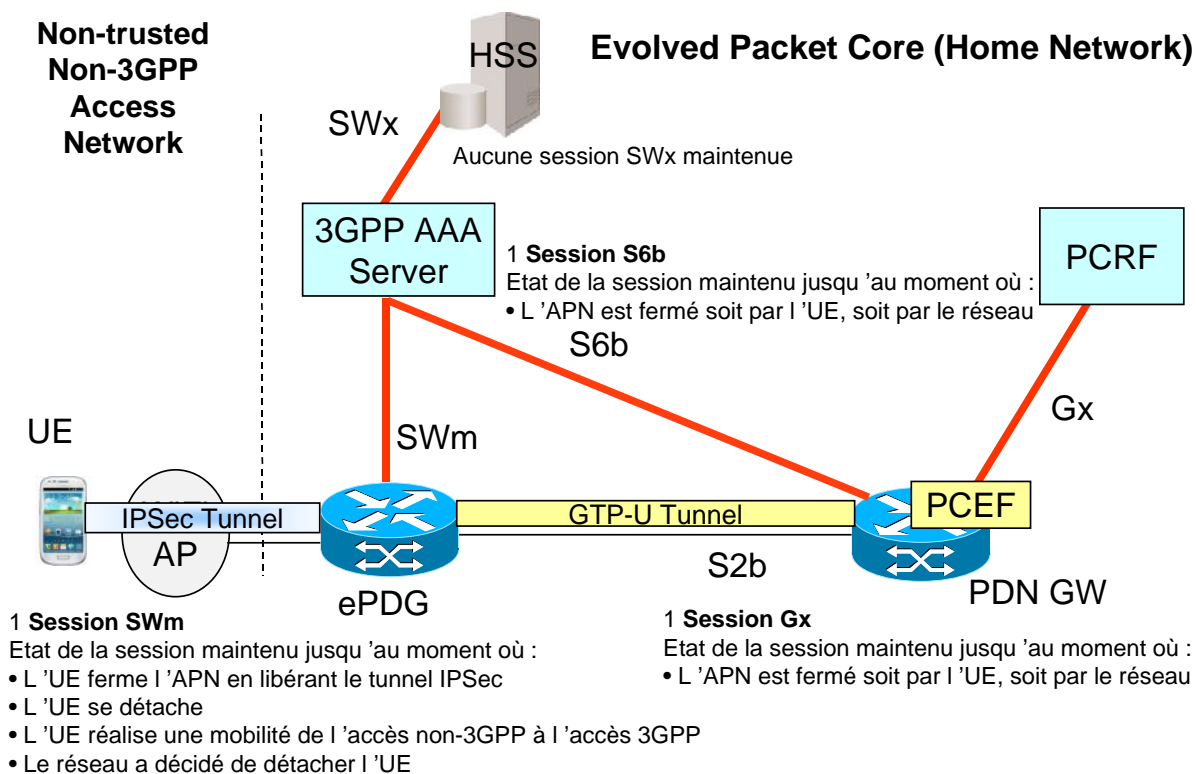 Non-trusted
Non-3GPP
Access
Network
HSS
Evolved Packet Core (Home Network)
SWx
Aucune session SWx maintenue
3GPP AAA
Server
1 Session S6b
Etat de la session maintenu jusqu 'au moment où :
• L 'APN est fermé soit par l 'UE, soit par le réseau
S6b
PCRF
Gx
UE
SWm
IPSec Tunnel
AP
GTP-U Tunnel
PCEF
S2b
ePDG
PDN GW
1 Session SWm
Etat de la session maintenu jusqu 'au moment où :
• L 'UE ferme l 'APN en libérant le tunnel IPSec
• L 'UE se détache
• L 'UE réalise une mobilité de l 'accès non-3GPP à l 'accès 3GPP
• Le réseau a décidé de détacher l 'UE
1 Session Gx
Etat de la session maintenu jusqu 'au moment où :
• L 'APN est fermé soit par l 'UE, soit par le réseau